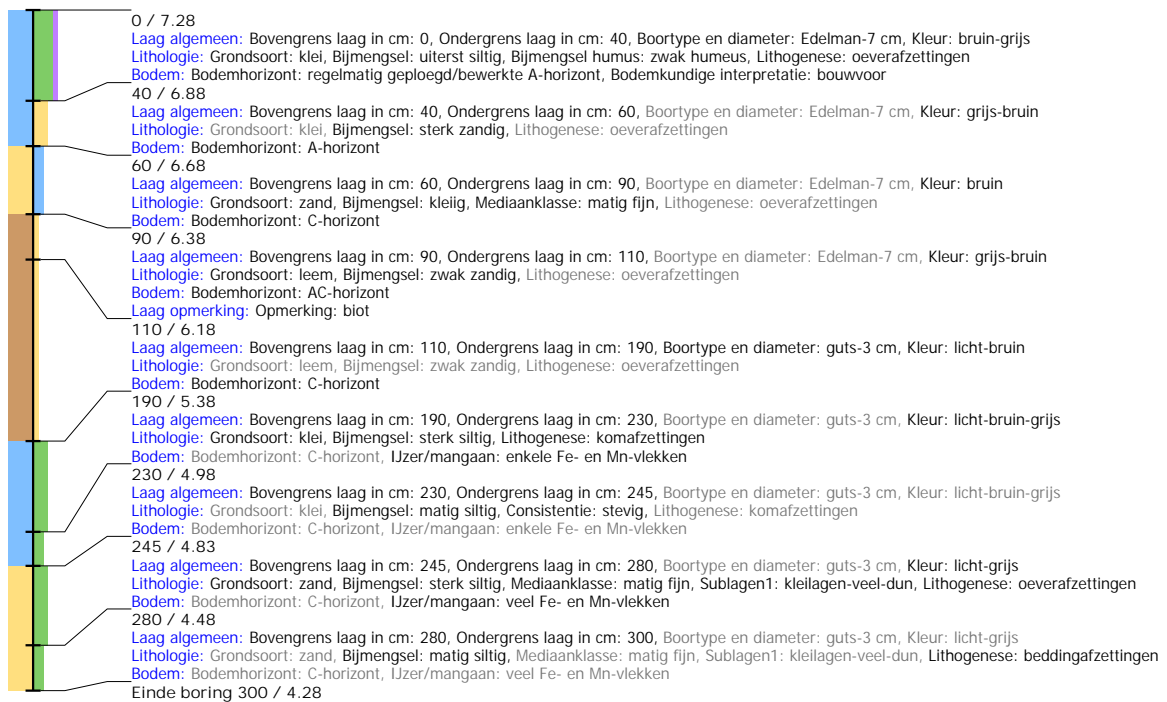 0 / 7.28
Laag algemeen: Bovengrens laag in cm: 0, Ondergrens laag in cm: 40, Boortype en diameter: Edelman-7 cm, Kleur: bruin-grijs
Lithologie: Grondsoort: klei, Bijmengsel: uiterst siltig, Bijmengsel humus: zwak humeus, Lithogenese: oeverafzettingen
Bodem: Bodemhorizont: regelmatig geploegd/bewerkte A-horizont, Bodemkundige interpretatie: bouwvoor
40 / 6.88
Laag algemeen: Bovengrens laag in cm: 40, Ondergrens laag in cm: 60, Boortype en diameter: Edelman-7 cm, Kleur: grijs-bruin
Lithologie: Grondsoort: klei, Bijmengsel: sterk zandig, Lithogenese: oeverafzettingen
Bodem: Bodemhorizont: A-horizont
60 / 6.68
Laag algemeen: Bovengrens laag in cm: 60, Ondergrens laag in cm: 90, Boortype en diameter: Edelman-7 cm, Kleur: bruin
Lithologie: Grondsoort: zand, Bijmengsel: kleiig, Mediaanklasse: matig fijn, Lithogenese: oeverafzettingen
Bodem: Bodemhorizont: C-horizont
90 / 6.38
Laag algemeen: Bovengrens laag in cm: 90, Ondergrens laag in cm: 110, Boortype en diameter: Edelman-7 cm, Kleur: grijs-bruin
Lithologie: Grondsoort: leem, Bijmengsel: zwak zandig, Lithogenese: oeverafzettingen
Bodem: Bodemhorizont: AC-horizont
Laag opmerking: Opmerking: biot
110 / 6.18
Laag algemeen: Bovengrens laag in cm: 110, Ondergrens laag in cm: 190, Boortype en diameter: guts-3 cm, Kleur: licht-bruin
Lithologie: Grondsoort: leem, Bijmengsel: zwak zandig, Lithogenese: oeverafzettingen
Bodem: Bodemhorizont: C-horizont
190 / 5.38
Laag algemeen: Bovengrens laag in cm: 190, Ondergrens laag in cm: 230, Boortype en diameter: guts-3 cm, Kleur: licht-bruin-grijs
Lithologie: Grondsoort: klei, Bijmengsel: sterk siltig, Lithogenese: komafzettingen
Bodem: Bodemhorizont: C-horizont, IJzer/mangaan: enkele Fe- en Mn-vlekken
230 / 4.98
Laag algemeen: Bovengrens laag in cm: 230, Ondergrens laag in cm: 245, Boortype en diameter: guts-3 cm, Kleur: licht-bruin-grijs
Lithologie: Grondsoort: klei, Bijmengsel: matig siltig, Consistentie: stevig, Lithogenese: komafzettingen
Bodem: Bodemhorizont: C-horizont, IJzer/mangaan: enkele Fe- en Mn-vlekken
245 / 4.83
Laag algemeen: Bovengrens laag in cm: 245, Ondergrens laag in cm: 280, Boortype en diameter: guts-3 cm, Kleur: licht-grijs
Lithologie: Grondsoort: zand, Bijmengsel: sterk siltig, Mediaanklasse: matig fijn, Sublagen1: kleilagen-veel-dun, Lithogenese: oeverafzettingen
Bodem: Bodemhorizont: C-horizont, IJzer/mangaan: veel Fe- en Mn-vlekken
280 / 4.48
Laag algemeen: Bovengrens laag in cm: 280, Ondergrens laag in cm: 300, Boortype en diameter: guts-3 cm, Kleur: licht-grijs
Lithologie: Grondsoort: zand, Bijmengsel: matig siltig, Mediaanklasse: matig fijn, Sublagen1: kleilagen-veel-dun, Lithogenese: beddingafzettingen
Bodem: Bodemhorizont: C-horizont, IJzer/mangaan: veel Fe- en Mn-vlekken
Einde boring 300 / 4.28